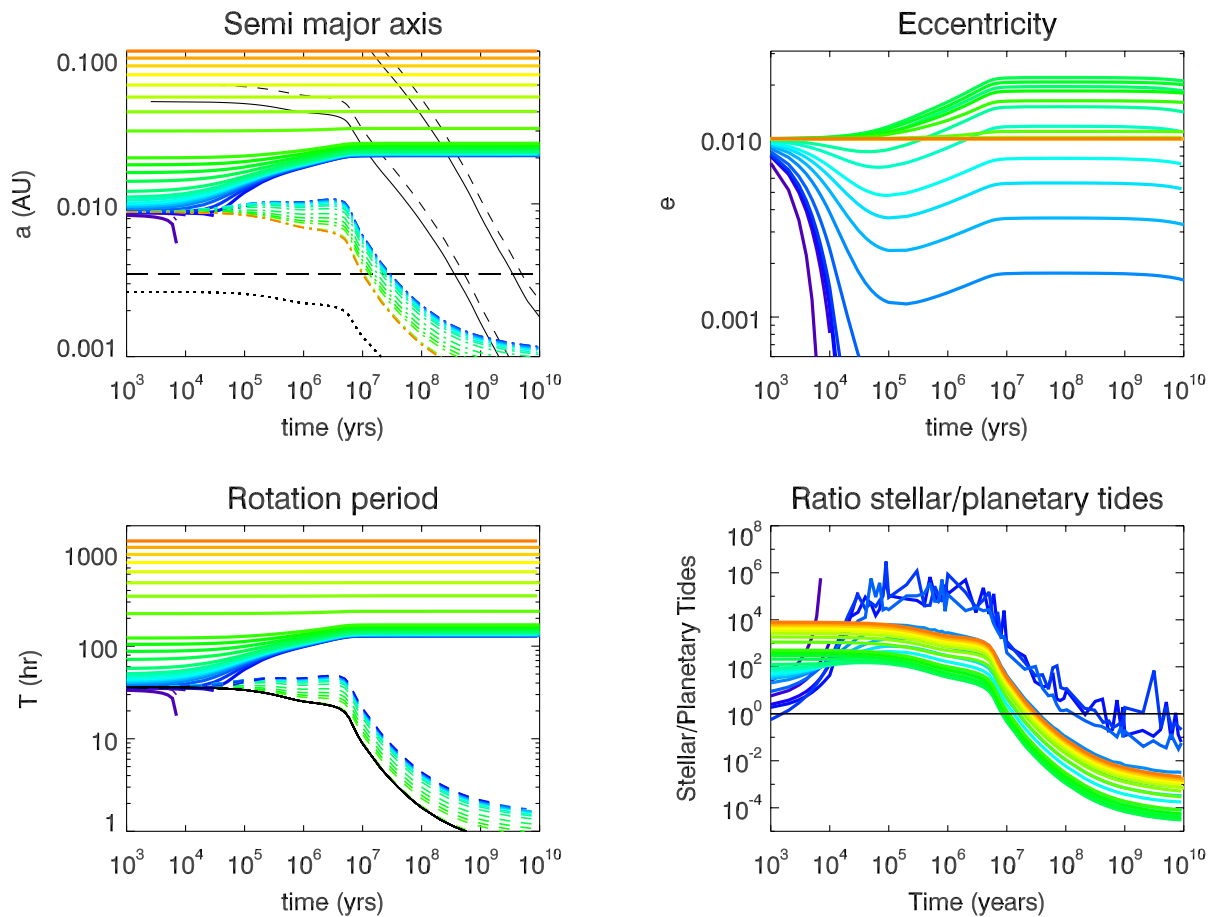 Semi major axis
0.100
0.010
0.001
a (AU)
10^3 10^4 10^5 10^6 10^7 10^8 10^9 10^10
time (yrs)
Eccentricity
0.010
0.001
e
10^3 10^4 10^5 10^6 10^7 10^8 10^9 10^10
time (yrs)
Rotation period
1000
100
10
1
T (hr)
10^3 10^4 10^5 10^6 10^7 10^8 10^9 10^10
time (yrs)
Ratio stellar/planetary tides
10^8
10^6
10^4
10^2
10^0
10^-2
10^-4
Stellar/Planetary Tides
10^3 10^4 10^5 10^6 10^7 10^8 10^9 10^10
Time (years)